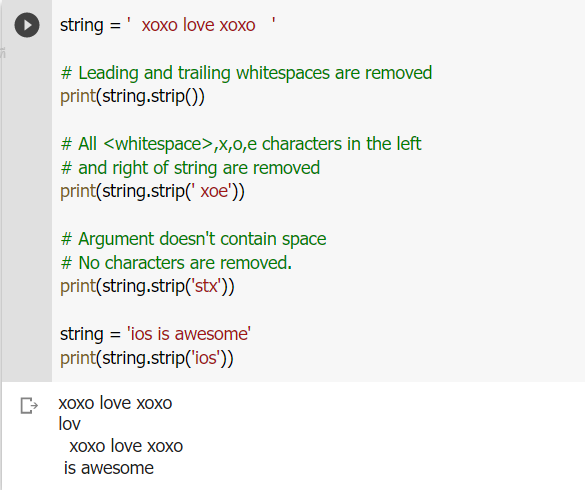 string = '  xoxo love xoxo   '
# Leading and trailing whitespaces are removed
print(string.strip())
# All <whitespace>,x,o,e characters in the left
# and right of string are removed
print(string.strip(' xoe'))
# Argument doesn't contain space
# No characters are removed.
print(string.strip('stx'))
string = 'ios is awesome'
print(string.strip('ios'))
xoxo love xoxo
lov
  xoxo love xoxo
 is awesome